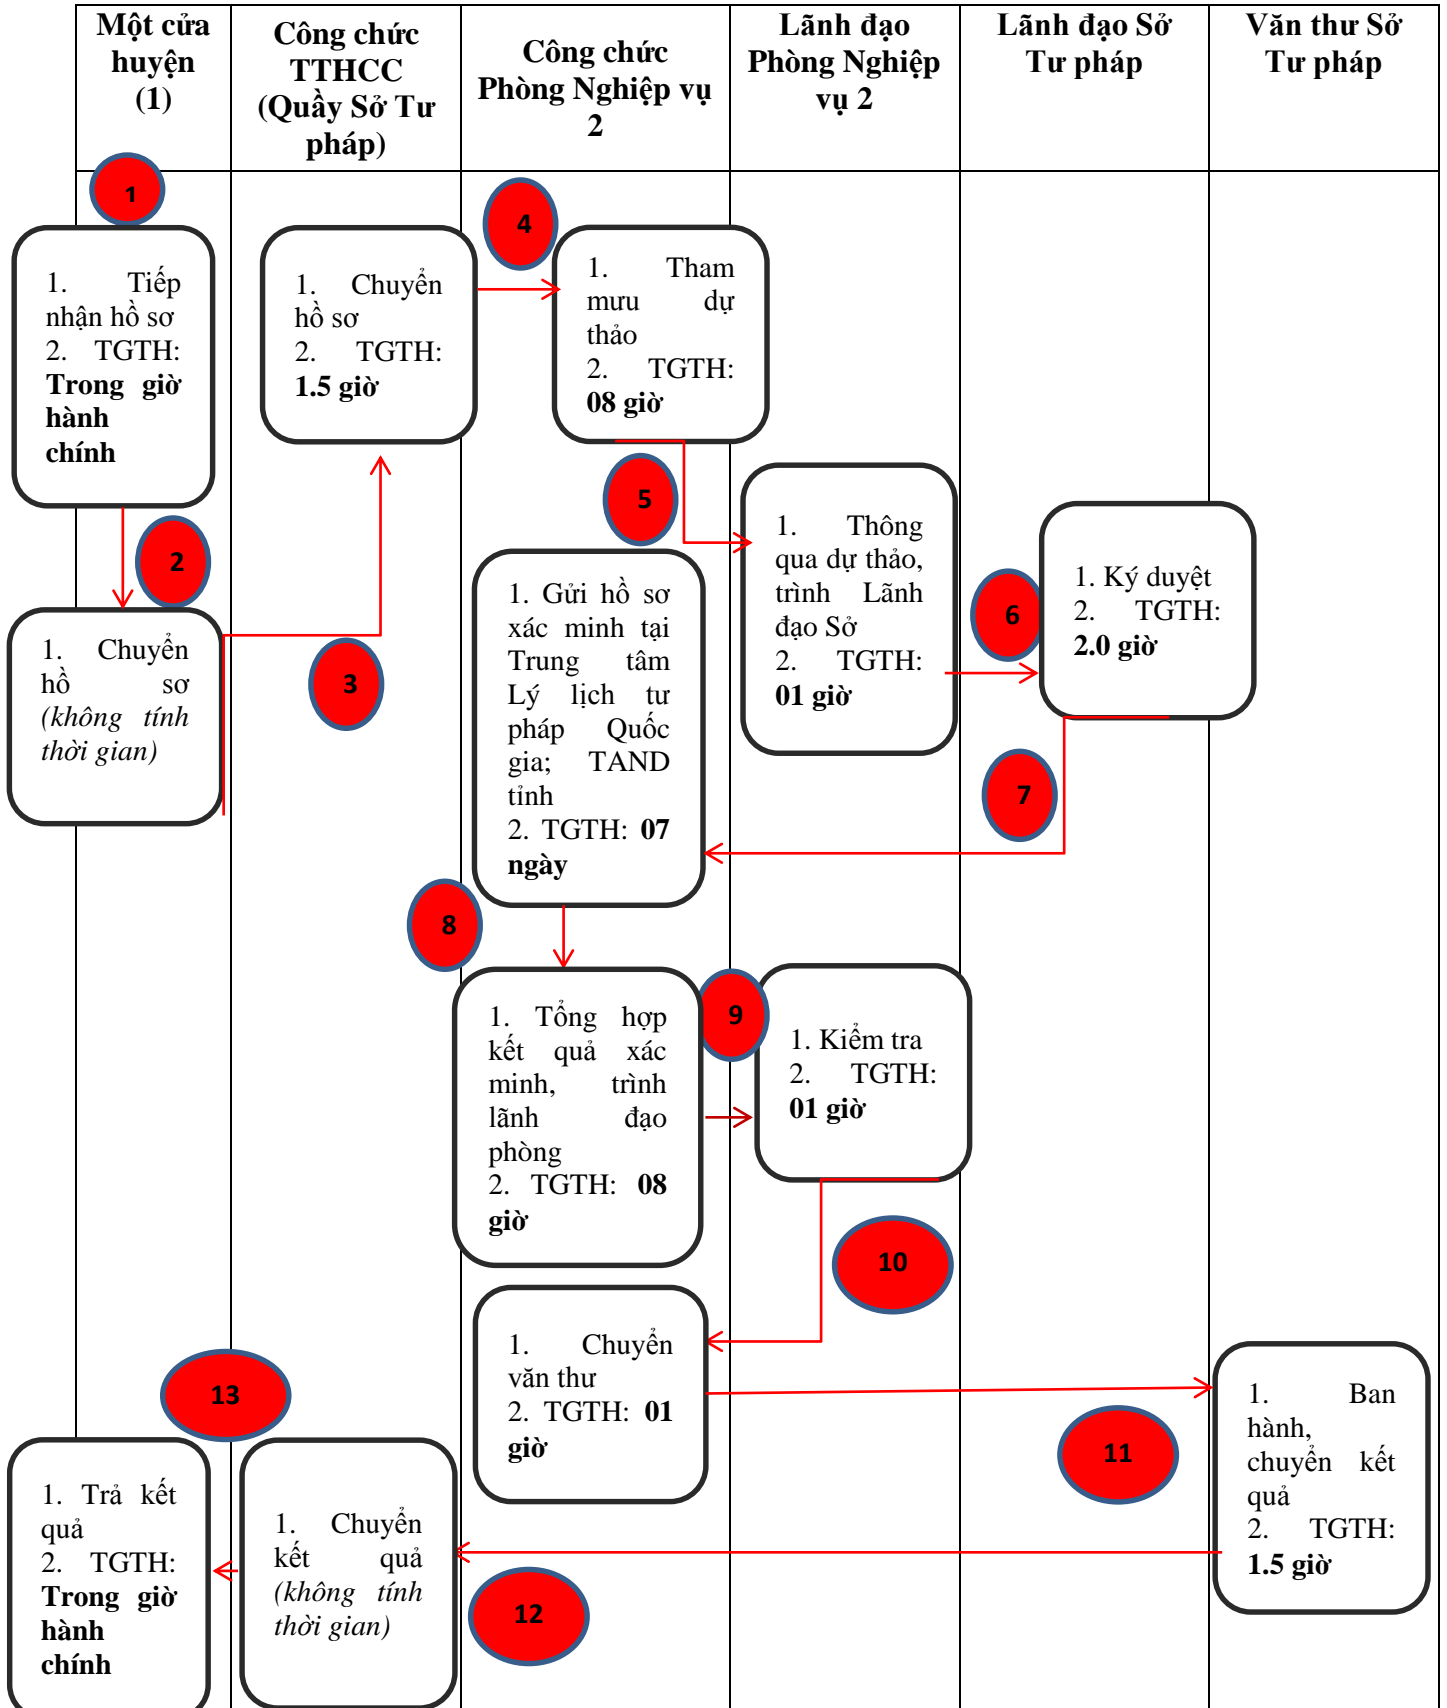 Một cửa
huyện
(1)
Công chức
TTHCC
(Quầy Sở Tư
pháp)
Công chức
Phòng Nghiệp vụ
2
Lãnh đạo
Phòng Nghiệp
vụ 2
Lãnh đạo Sở
Tư pháp
Văn thư Sở
Tư pháp
1
1. Tiếp
nhận hồ sơ
2. TGTH:
Trong giờ
hành
chính
2
1. Chuyển
hồ sơ
(không tính
thời gian)
3
1. Chuyển
hồ sơ
2. TGTH:
1.5 giờ
4
1. Tham
mưu dự
thảo
2. TGTH:
08 giờ
5
1. Thông
qua dự thảo,
trình Lãnh
đạo Sở
2. TGTH:
01 giờ
6
1. Ký duyệt
2. TGTH:
2.0 giờ
7
1. Gửi hồ sơ
xác minh tại
Trung tâm
Lý lịch tư
pháp Quốc
gia; TAND
tỉnh
2. TGTH: 07
ngày
8
1. Tổng hợp
kết quả xác
minh, trình
lãnh đạo
phòng
2. TGTH: 08
giờ
9
1. Kiểm tra
2. TGTH:
01 giờ
10
1. Chuyển
văn thư
2. TGTH: 01
giờ
11
1. Ban
hành,
chuyển kết
quả
2. TGTH:
1.5 giờ
12
1. Chuyển
kết quả
(không tính
thời gian)
13
1. Trả kết
quả
2. TGTH:
Trong giờ
hành
chính